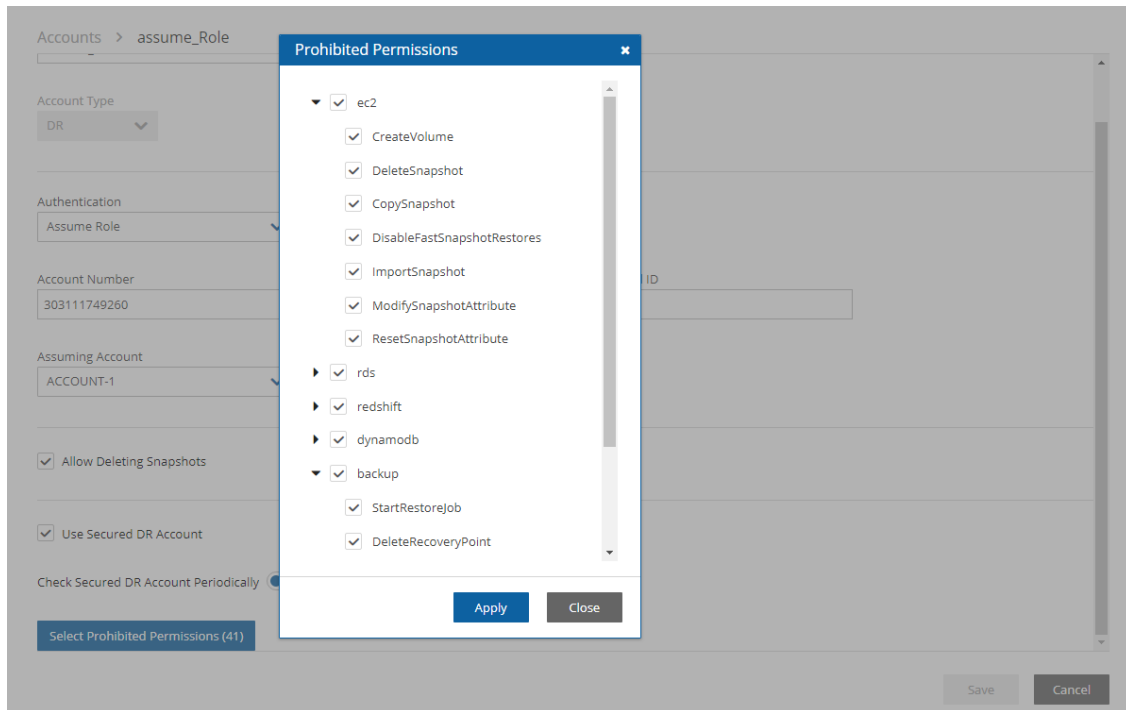 Accounts > assume_Role
Account Type
DR
Authentication
Assume Role
Account Number
303111749260
ID
Assuming Account
ACCOUNT-1
Allow Deleting Snapshots
Use Secured DR Account
Check Secured DR Account Periodically
Select Prohibited Permissions (41)
Prohibited Permissions
ec2
CreateVolume
DeleteSnapshot
CopySnapshot
DisableFastSnapshotRestores
ImportSnapshot
ModifySnapshotAttribute
ResetSnapshotAttribute
rds
redshift
dynamodb
backup
StartRestoreJob
DeleteRecoveryPoint
Apply Close
Save Cancel